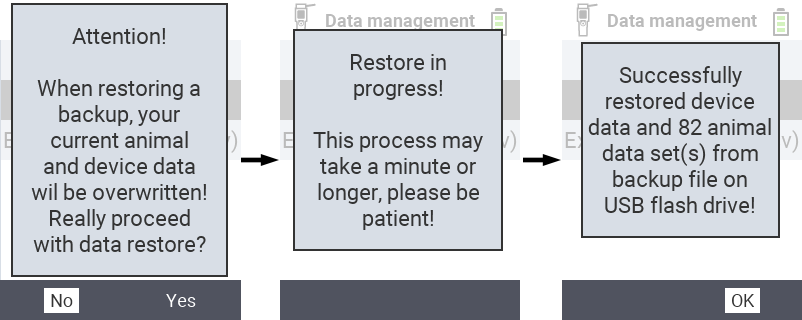 Attention!
When restoring a
backup, your
current animal
and device data
wil be overwritten!
Really proceed
with data restore?
No
Yes
Data management
Restore in
progress!
This process may
take a minute or
longer, please be
patient!
Data management
Successfully
restored device
data and 82 animal
data set(s) from
backup file on
USB flash drive!
OK